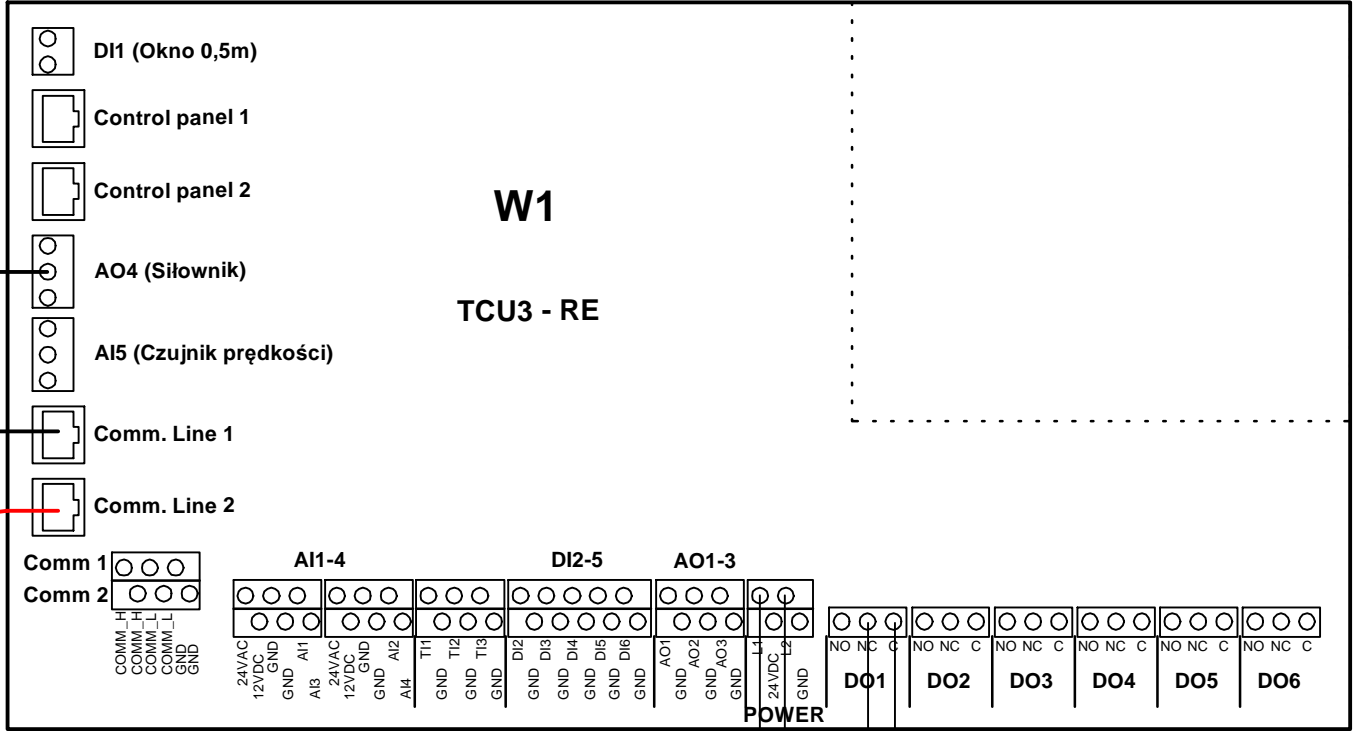 DI1 (Okno 0,5m)
Control panel 1
Control panel 2
W1
AO4 (Siłownik)
TCU3 - RE
AI5 (Czujnik prędkości)
Comm. Line 1
Comm. Line 2
Comm 1
Comm 2
COMM_H
COMM_H
COMM_L
COMM_L
GND
GND
AI1-4
DI2-5
AO1-3
24VAC
12VDC
GND
GND
AI1
AI3
24VAC
12VDC
GND
GND
AI2
AI4
TI1
GND
TI2
GND
TI3
GND
DI2
GND
DI3
GND
DI4
GND
DI5
GND
DI6
GND
AO1
GND
AO2
GND
AO3
GND
L1
24VDC
L2
GND
POWER
NO NC C
NO NC C
NO NC C
NO NC C
NO NC C
NO NC C
DO1
DO2
DO3
DO4
DO5
DO6